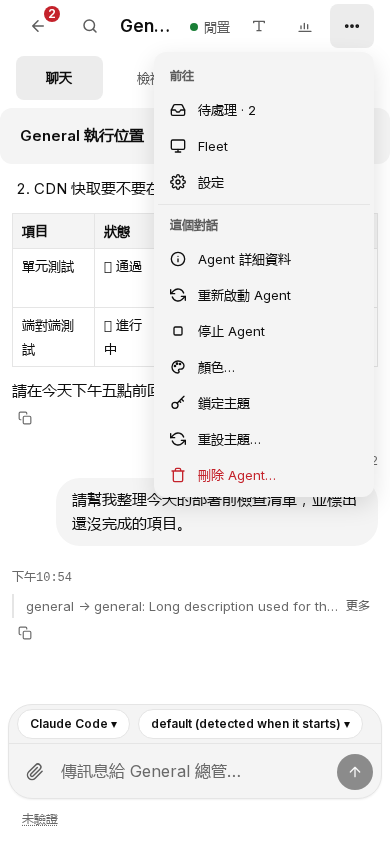 2
Gen…
閒置
前往
聊天
檢視
待處理 · 2
General 執行位置
Fleet
設定
2. CDN 快取要不要在
這個對話
項目
狀態
單元測試
通過
Agent 詳細資料
重新啟動 Agent
端對端測試
進行中
停止 Agent
顏色…
請在今天下午五點前回
鎖定主題
重設主題…
2
刪除 Agent…
請幫我整理今天的部署前檢查清單，並標出
還沒完成的項目。
下午10:54
general → general: Long description used for th… 更多
Claude Code ▾
default (detected when it starts) ▾
傳訊息給 General 總管…
未驗證